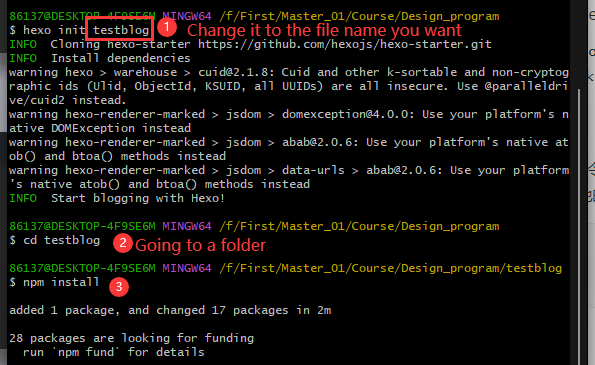 86137@DESKTOP-4F9SE6M MINGW64 /f/First/Master_01/Course/Design_program
$ hexo init testblog 1 Change it to the file name you want
INFO Cloning hexo-starter https://github.com/hexojs/hexo-starter.git
INFO Install dependencies
warning hexo > warehouse > cuid@2.1.8: Cuid and other k-sortable and non-cryptog
raphic ids (Ulid, ObjectId, KSUID, all UUIDs) are all insecure. Use @paralleldri
ve/cuid2 instead.
warning hexo-renderer-marked > jsdom > domexception@4.0.0: Use your platform's n
ative DOMException instead
warning hexo-renderer-marked > jsdom > abab@2.0.6: Use your platform's native at
ob() and btoa() methods instead
warning hexo-renderer-marked > jsdom > data-urls > abab@2.0.6: Use your platform
's native atob() and btoa() methods instead
INFO Start blogging with Hexo!
86137@DESKTOP-4F9SE6M MINGW64 /f/First/Master_01/Course/Design_program
$ cd testblog 2 Going to a folder
86137@DESKTOP-4F9SE6M MINGW64 /f/First/Master_01/Course/Design_program/testblog
$ npm install 3
added 1 package, and changed 17 packages in 2m
28 packages are looking for funding
run `npm fund` for details